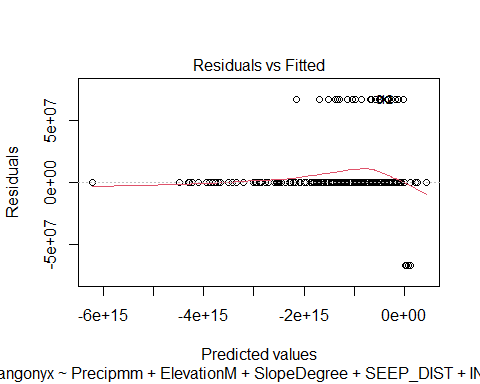 Residuals vs Fitted
Residuals
5e+07
0e+00
-5e+07
-6e+15 -4e+15 -2e+15 0e+00
Predicted values
angonyx ~ Precipmm + ElevationM + SlopeDegree + SEEP_DIST + IN